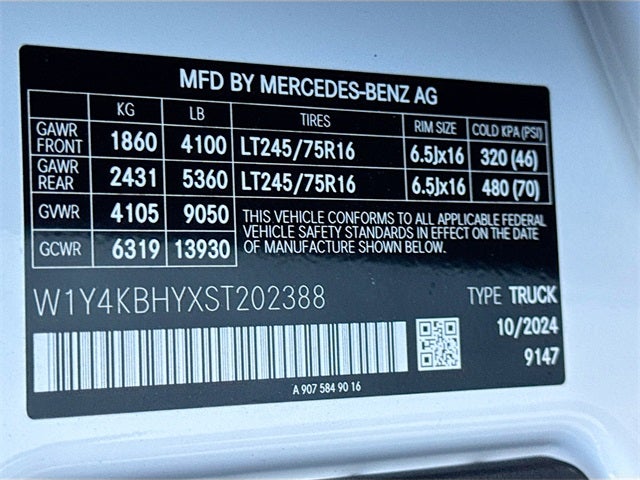 MFD BY MERCEDES-BENZ AG
KG LB TIRES RIM SIZE COLD KPA (PSI)
GAWR FRONT 1860 4100 LT245/75R16 6.5Jx16 320 (46)
GAWR REAR 2431 5360 LT245/75R16 6.5Jx16 480 (70)
GVWR 4105 9050
GCWR 6319 13930
THIS VEHICLE CONFORMS TO ALL APPLICABLE FEDERAL
VEHICLE SAFETY STANDARDS IN EFFECT ON THE DATE
OF MANUFACTURE SHOWN BELOW.
W1Y4KBHYXST202388 TYPE TRUCK
10/2024
9147
A 907 584 90 16